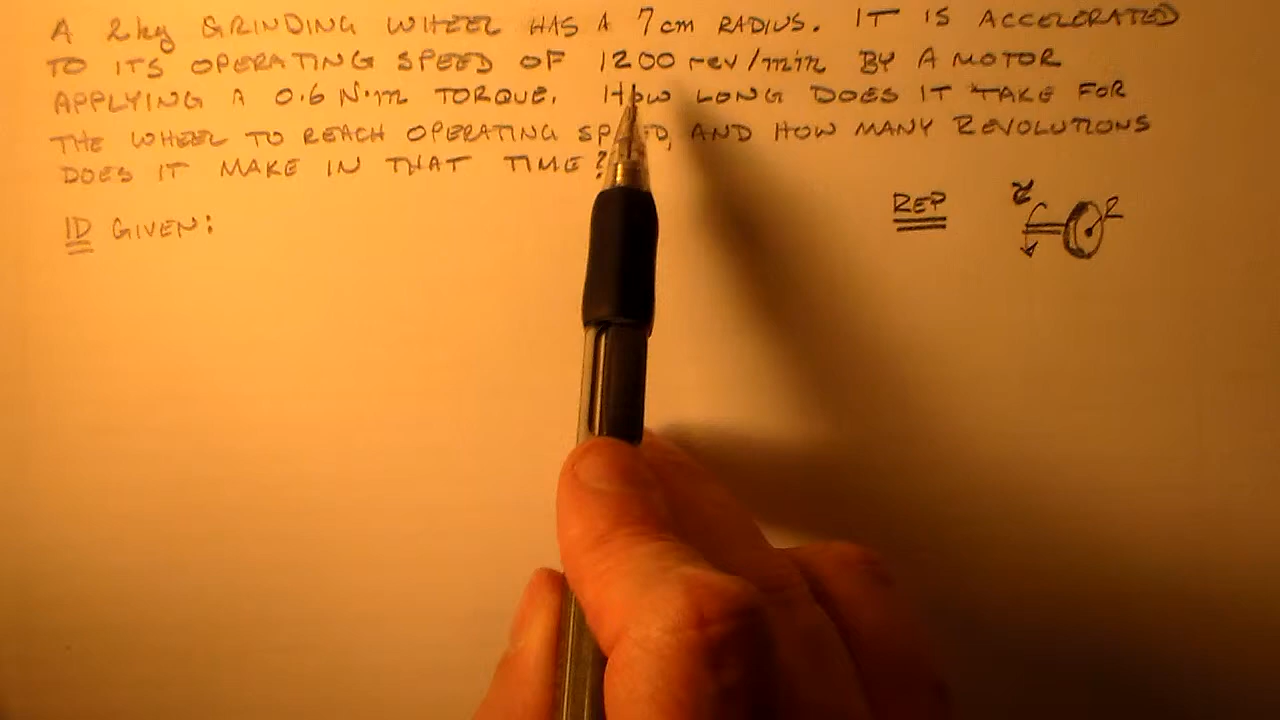 A 2kg GRINDING WHEEL HAS A 7cm RADIUS. IT IS ACCELERATED
TO ITS OPERATING SPEED OF 1200 rev/min BY A MOTOR
APPLYING A 0.6 N·m TORQUE. HOW LONG DOES IT TAKE FOR
THE WHEEL TO REACH OPERATING SPEED, AND HOW MANY REVOLUTIONS
DOES IT MAKE IN THAT TIME?
ID GIVEN:
REP
τ
R